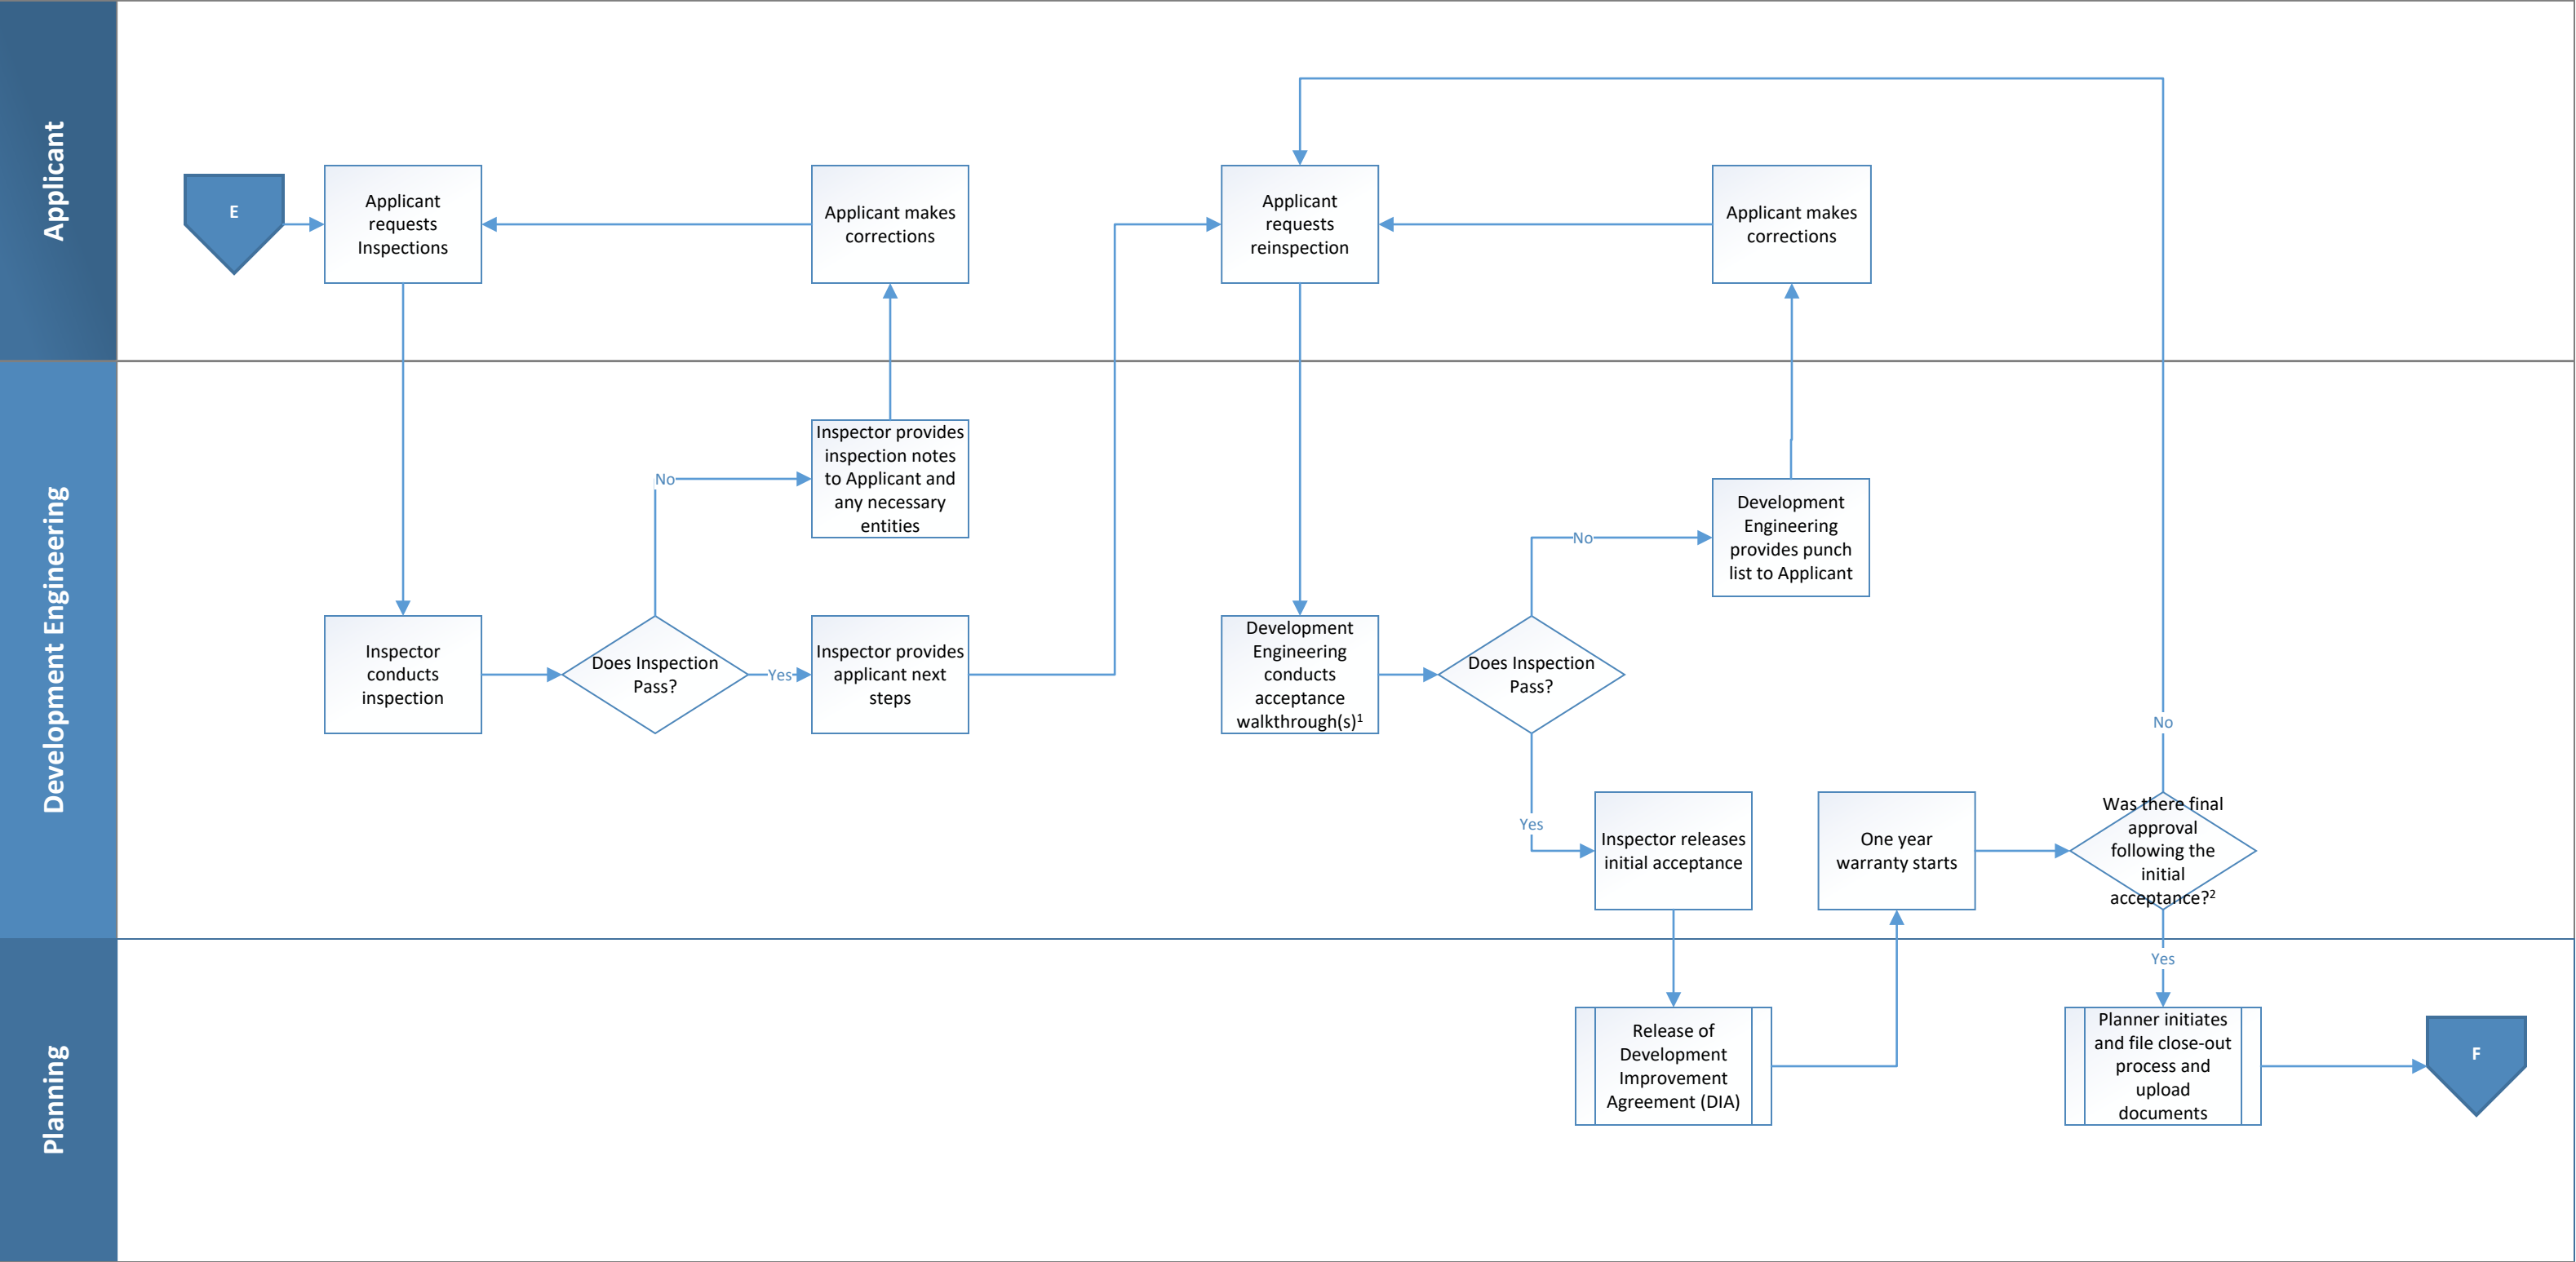 Applicant
E
Applicant
requests
Inspections
Applicant makes
corrections
Applicant
requests
reinspection
Applicant makes
corrections
Development Engineering
Inspector provides
inspection notes
to Applicant and
any necessary
entities
No
Development
Engineering
provides punch
list to Applicant
No
Inspector
conducts
inspection
Does Inspection
Pass?
Yes
Inspector provides
applicant next
steps
Development
Engineering
conducts
acceptance
walkthrough(s)¹
Does Inspection
Pass?
No
Yes
Inspector releases
initial acceptance
One year
warranty starts
Was there final
approval
following the
initial
acceptance?²
Planning
Yes
Release of
Development
Improvement
Agreement (DIA)
Planner initiates
and file close-out
process and
upload
documents
F